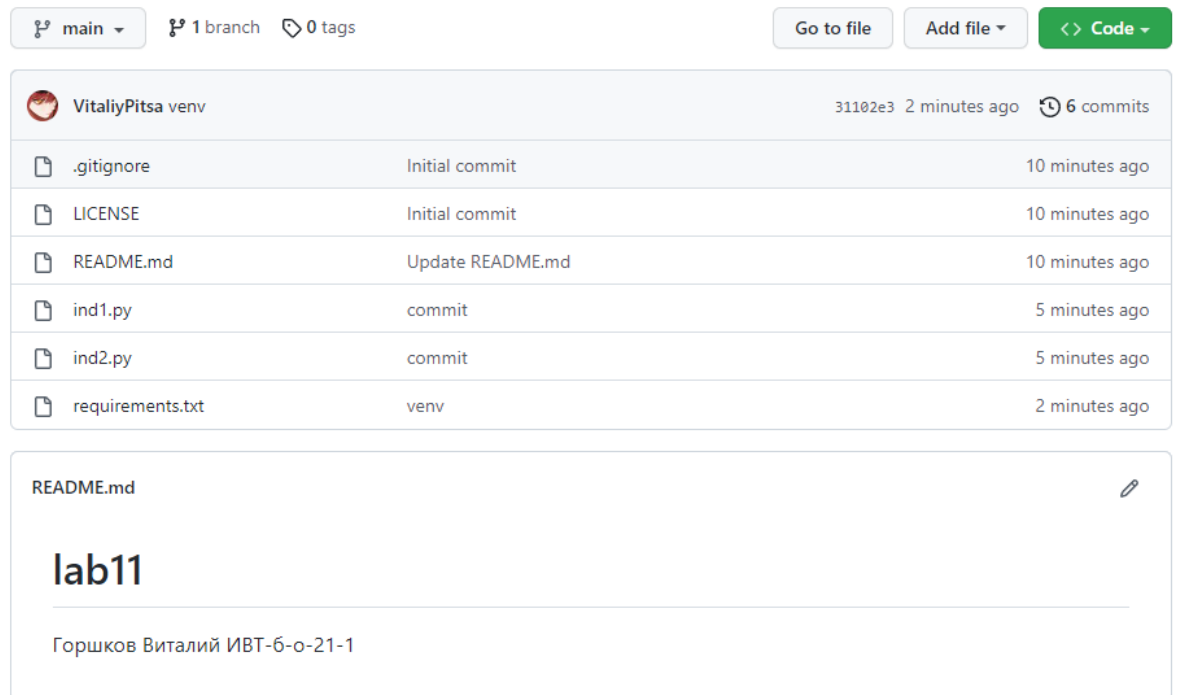 main 1 branch 0 tags Go to file Add file <> Code
VitaliyPitsa venv 31102e3 2 minutes ago 6 commits
.gitignore Initial commit 10 minutes ago
LICENSE Initial commit 10 minutes ago
README.md Update README.md 10 minutes ago
ind1.py commit 5 minutes ago
ind2.py commit 5 minutes ago
requirements.txt venv 2 minutes ago
README.md
lab11
Горшков Виталий ИВТ-б-о-21-1